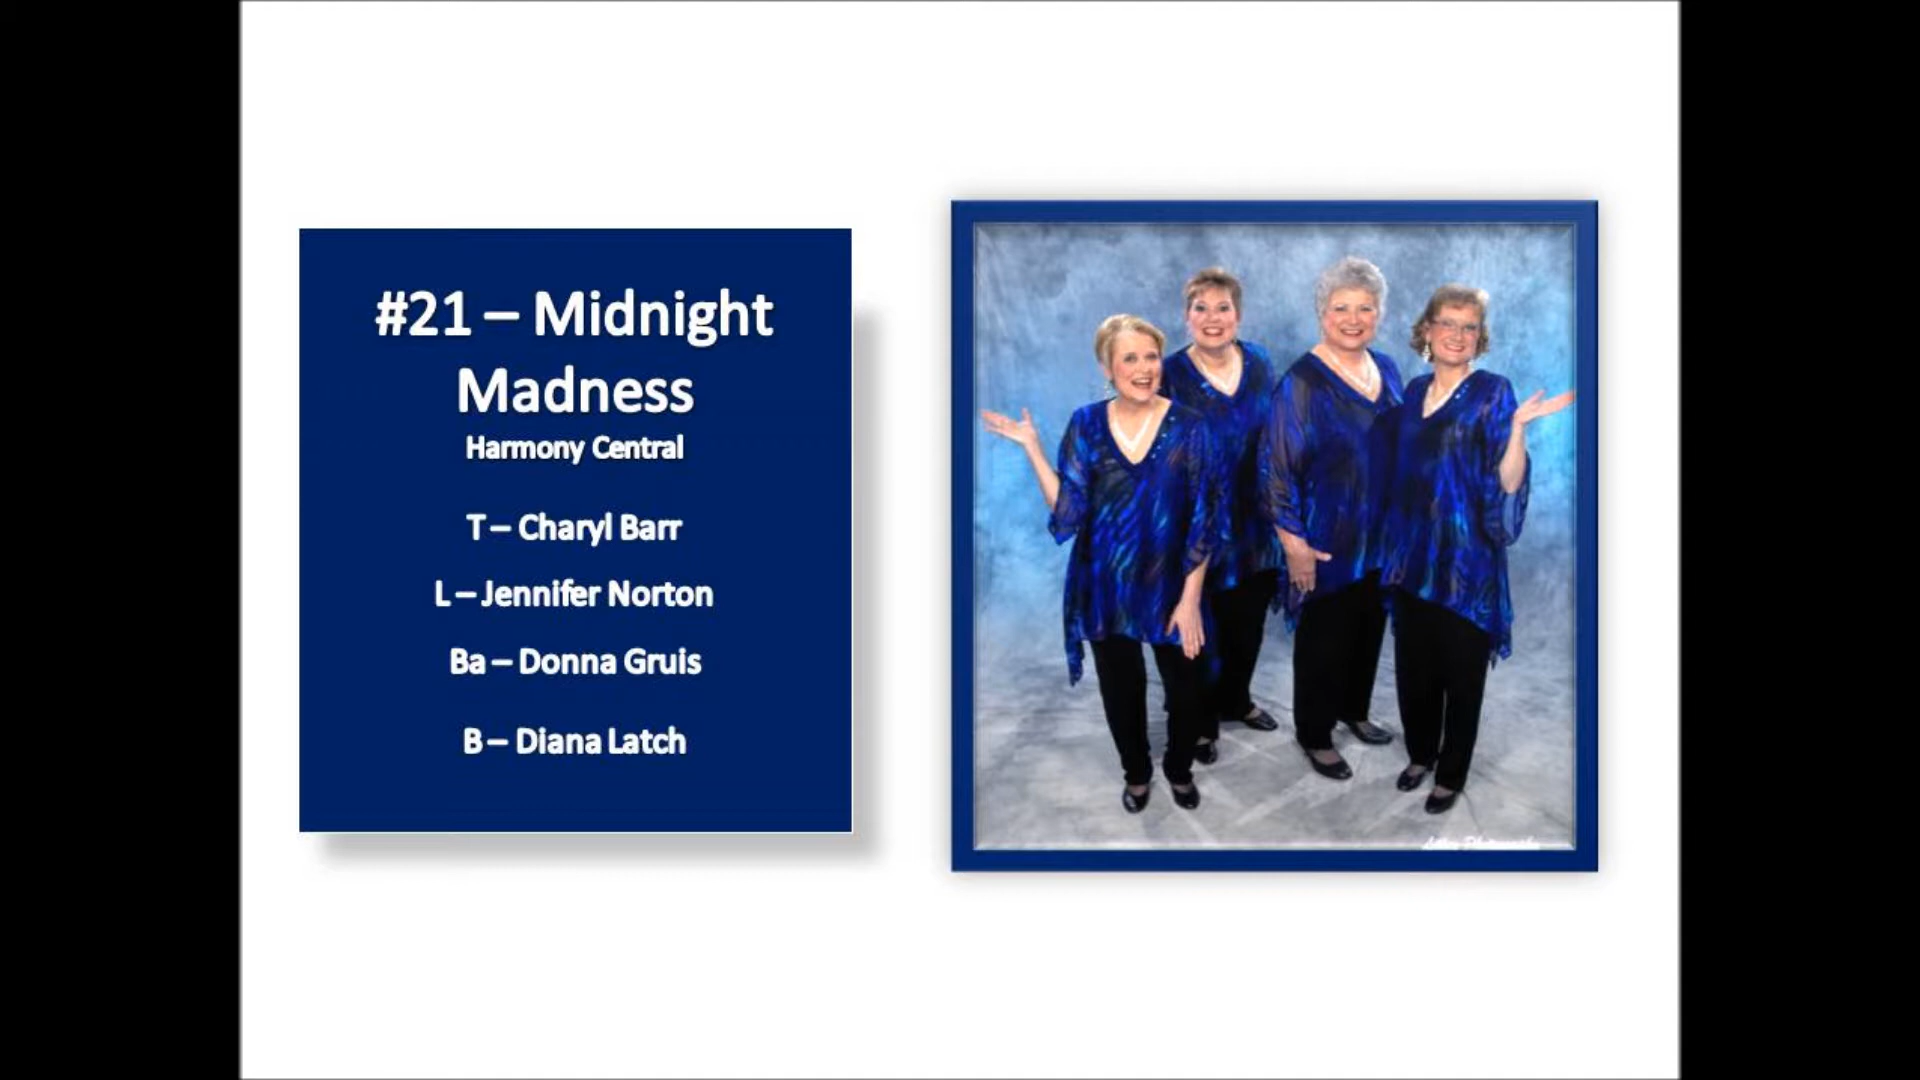 #21 – Midnight
Madness
Harmony Central
T – Charyl Barr
L – Jennifer Norton
Ba – Donna Gruis
B – Diana Latch